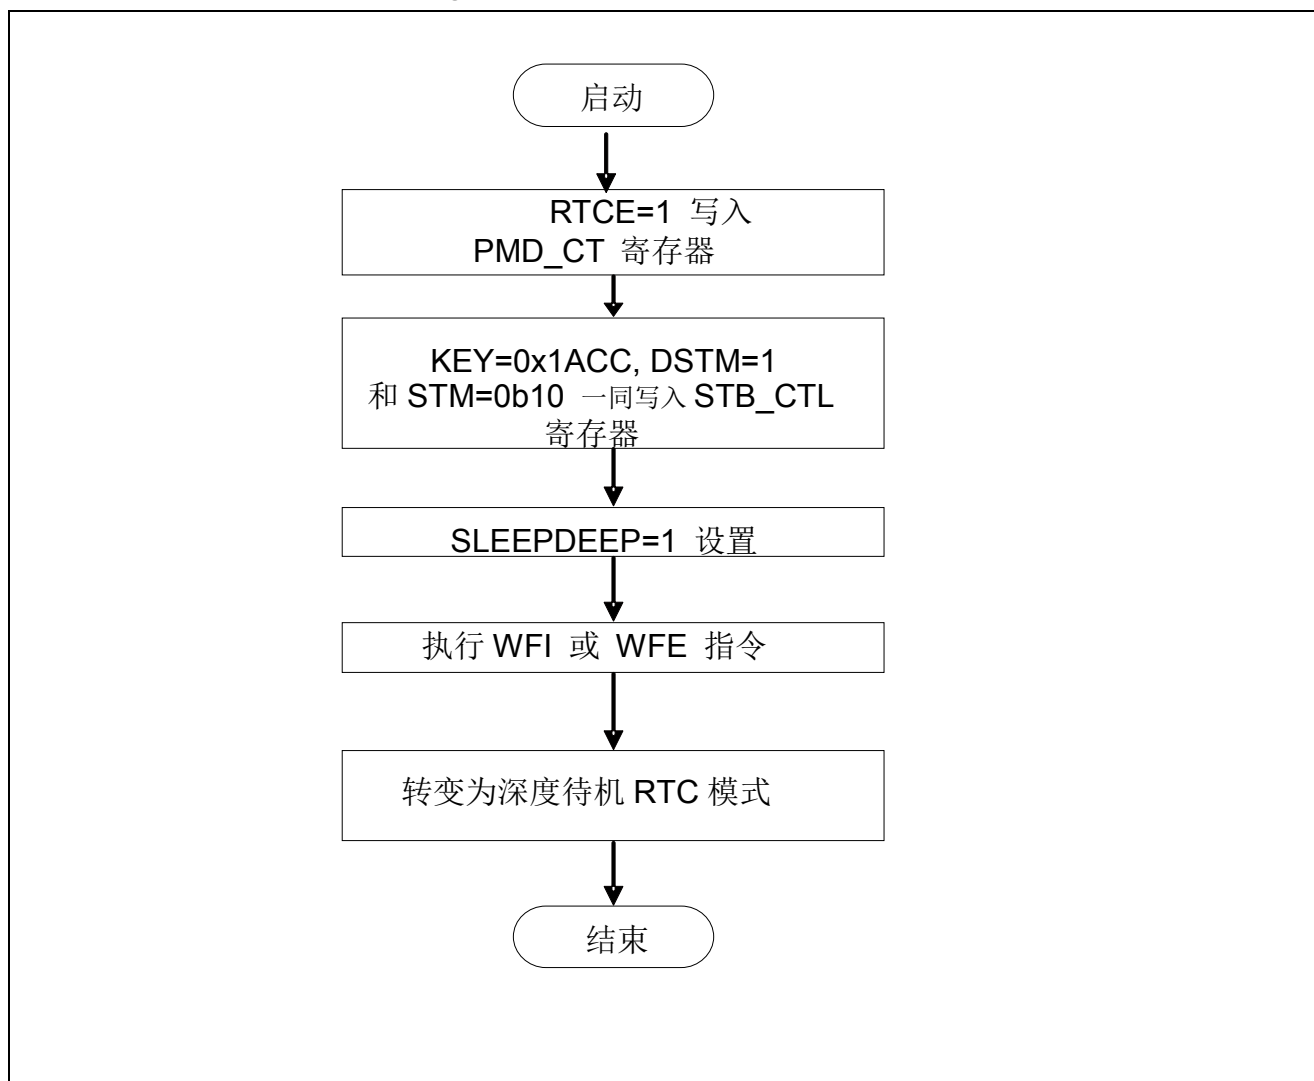 启动
RTCE=1 写入
PMD_CT 寄存器
KEY=0x1ACC, DSTM=1
和 STM=0b10 一同写入 STB_CTL
寄存器
SLEEPDEEP=1 设置
执行 WFI 或 WFE 指令
转变为深度待机 RTC 模式
结束